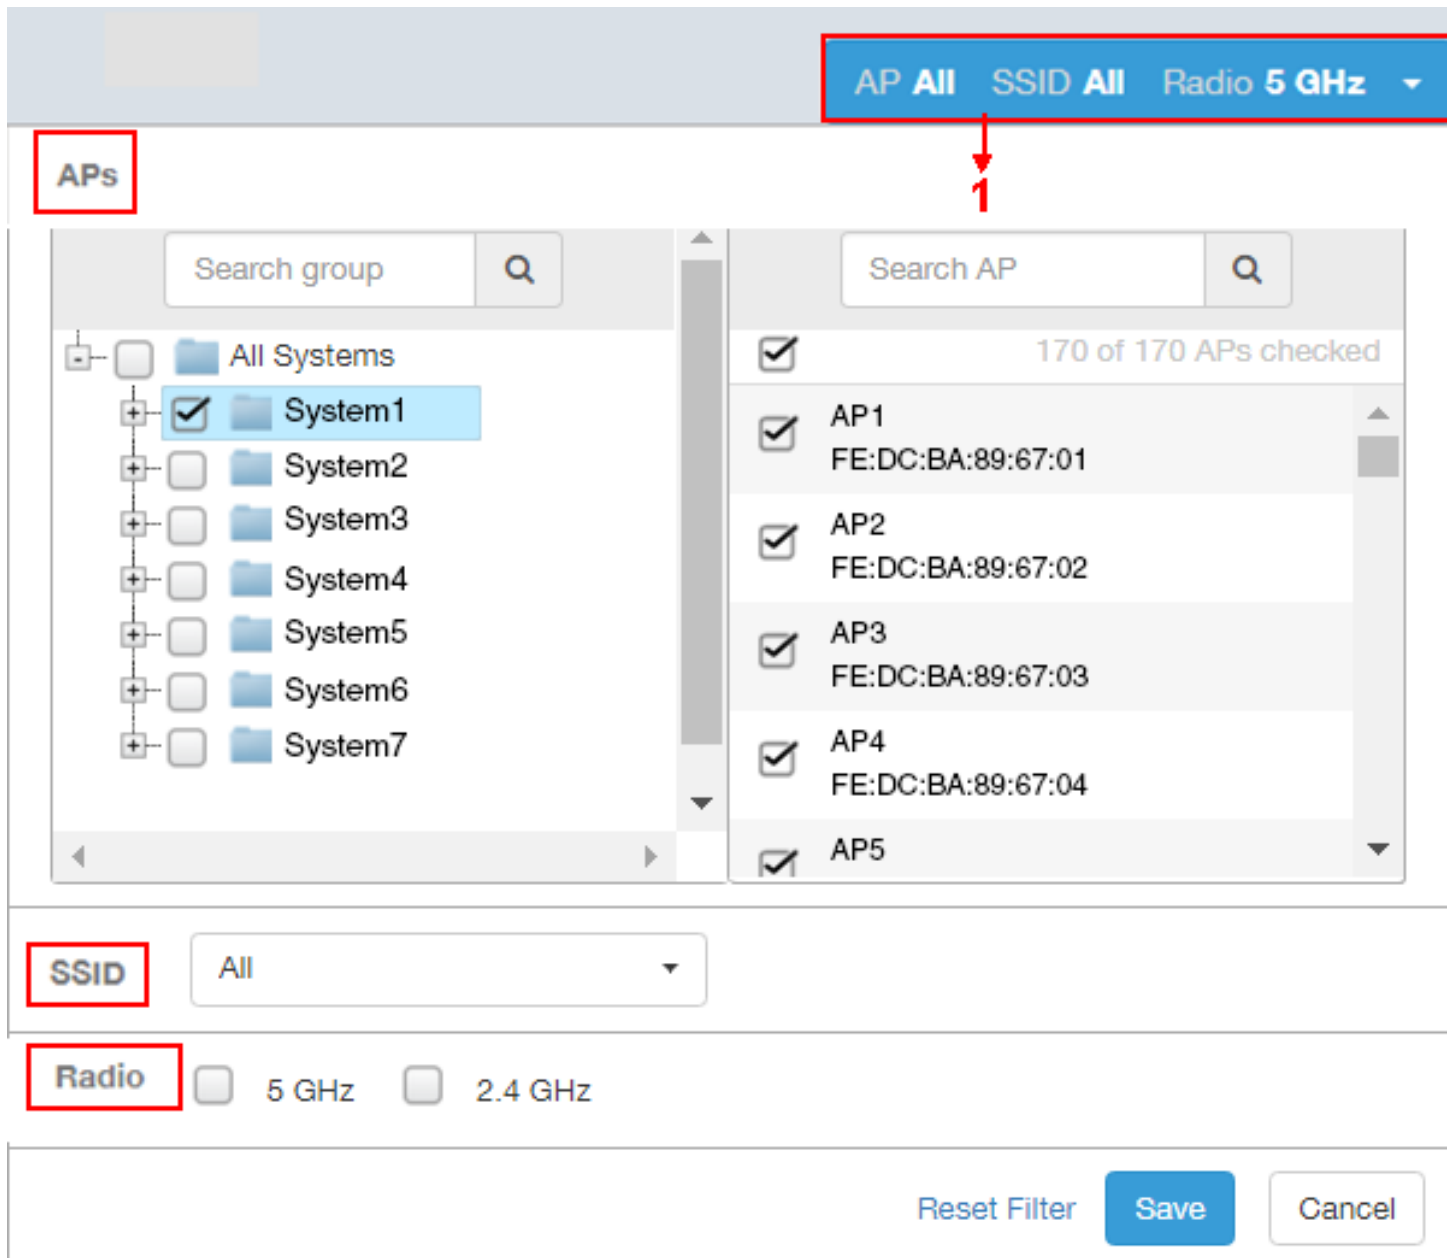 AP All SSID All Radio 5 GHz
1
APs
Search group
Search AP
All Systems
System1
System2
System3
System4
System5
System6
System7
170 of 170 APs checked
AP1
FE:DC:BA:89:67:01
AP2
FE:DC:BA:89:67:02
AP3
FE:DC:BA:89:67:03
AP4
FE:DC:BA:89:67:04
AP5
SSID
All
Radio
5 GHz
2.4 GHz
Reset Filter
Save
Cancel